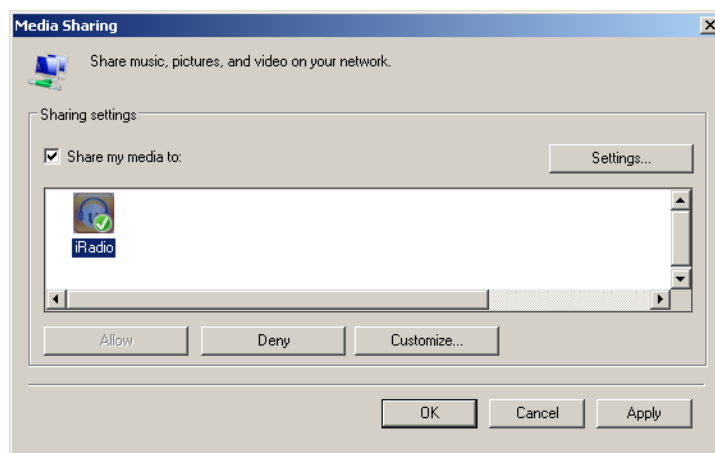 Media Sharing
Share music, pictures, and video on your network.
Sharing settings
Share my media to:
Settings...
iRadio
Allow
Deny
Customize...
OK
Cancel
Apply